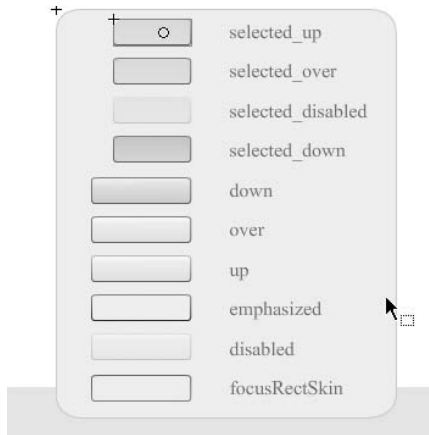 selected_up
selected_over
selected_disabled
selected_down
down
over
up
emphasized
disabled
focusRectSkin